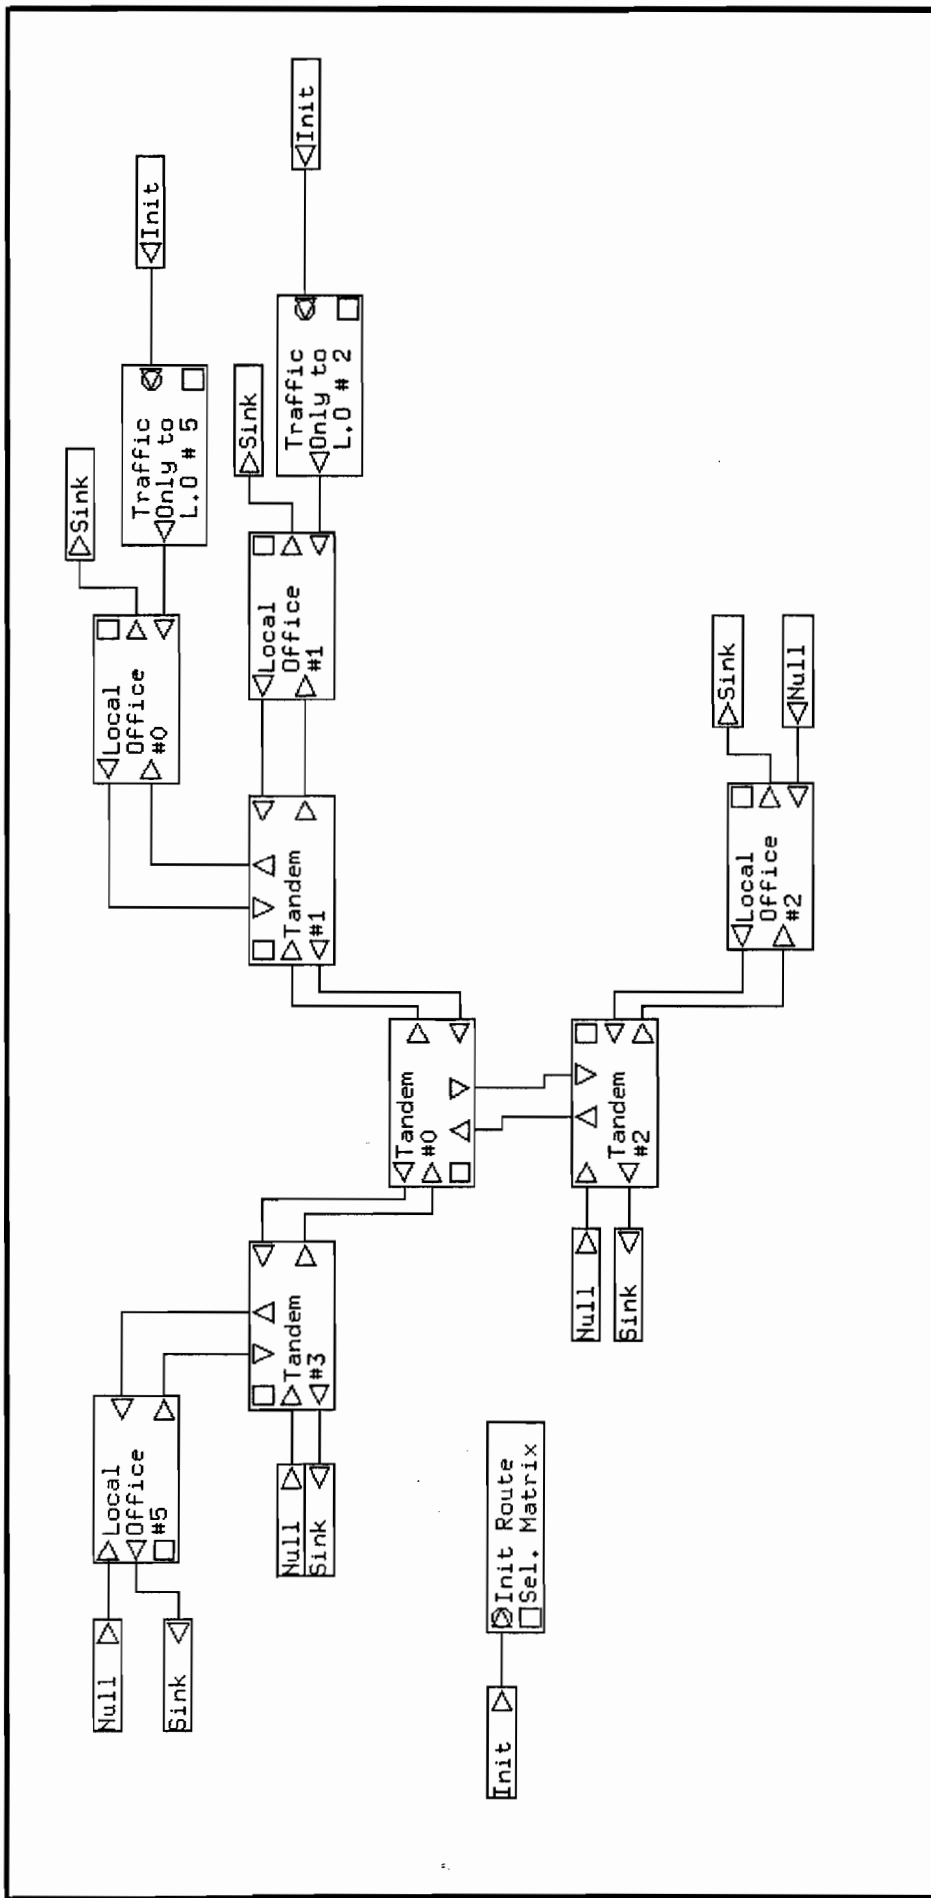 Null
Sink
Local
Office
#5
Null
Sink
Tandem
#3
Tandem
#0
Tandem
#1
Local
Office
#0
Sink
Traffic
Only to
L.O # 5
Init
Local
Office
#1
Sink
Traffic
Only to
L.O # 2
Init
Null
Sink
Tandem
#2
Local
Office
#2
Sink
Null
Init
Init Route
Sel. Matrix